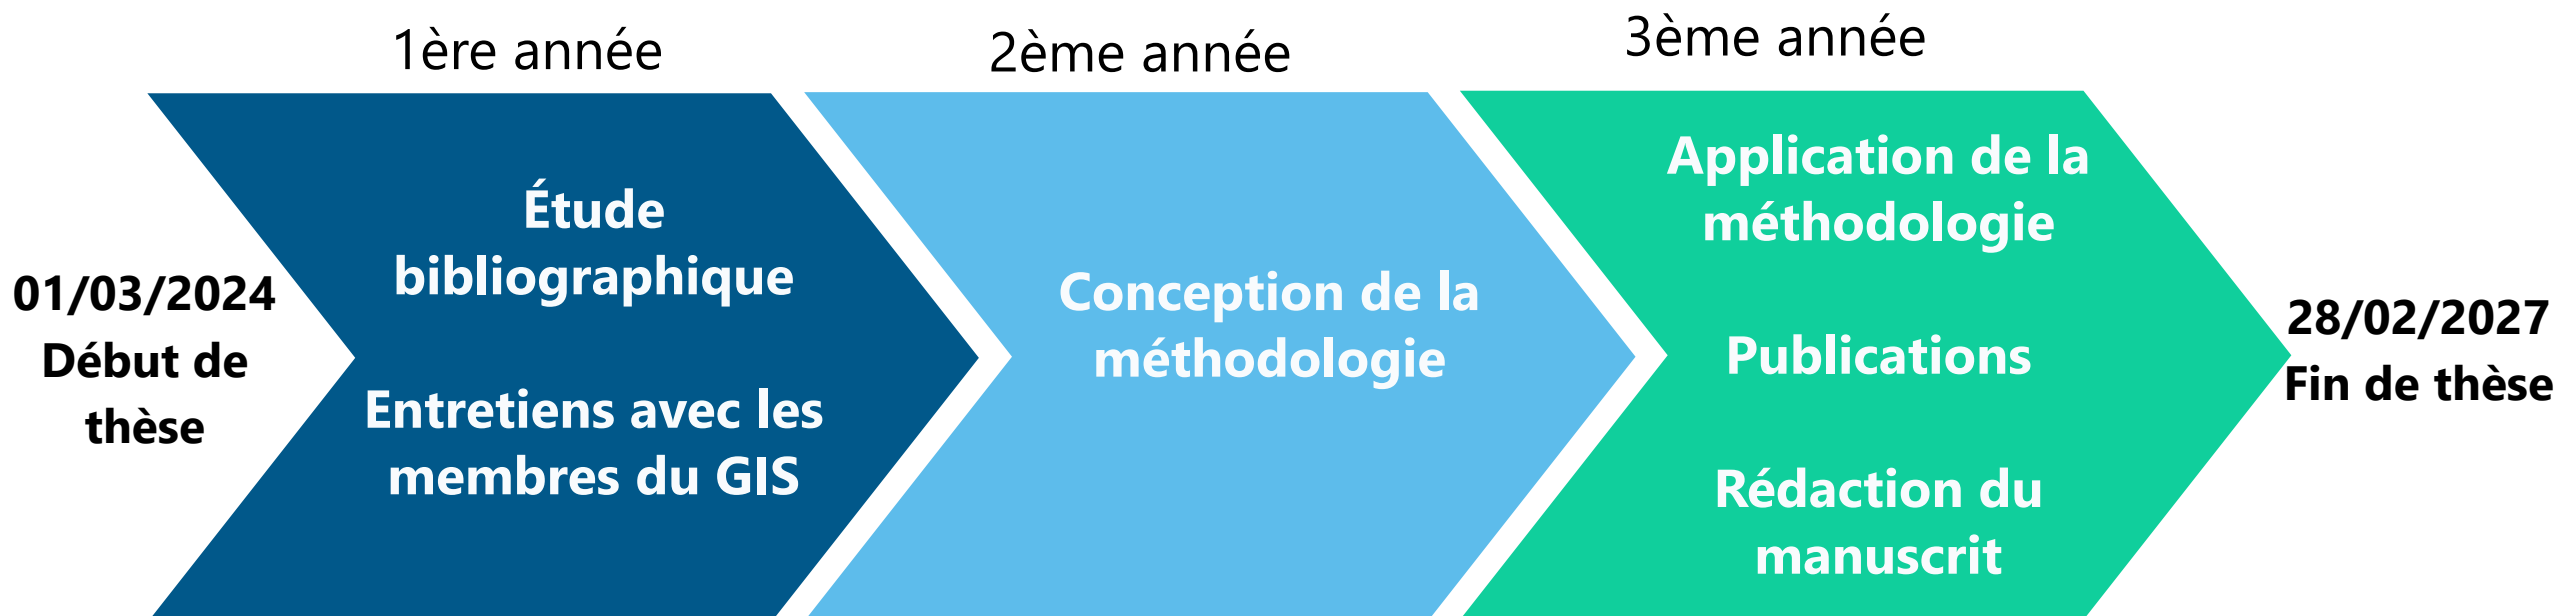 1ère année
2ème année
3ème année
01/03/2024
Début de
thèse
Étude
bibliographique
Entretiens avec les
membres du GIS
Conception de la
méthodologie
Application de la
méthodologie
Publications
Rédaction du
manuscrit
28/02/2027
Fin de thèse